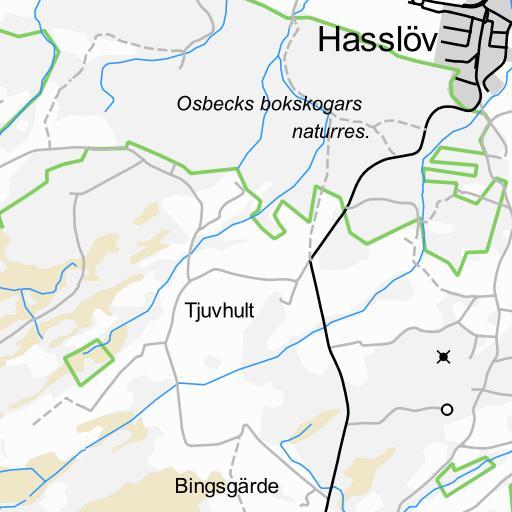 Hasslöv
Osbecks bokskogars
naturres.
Tjuvhult
Bingsgärde